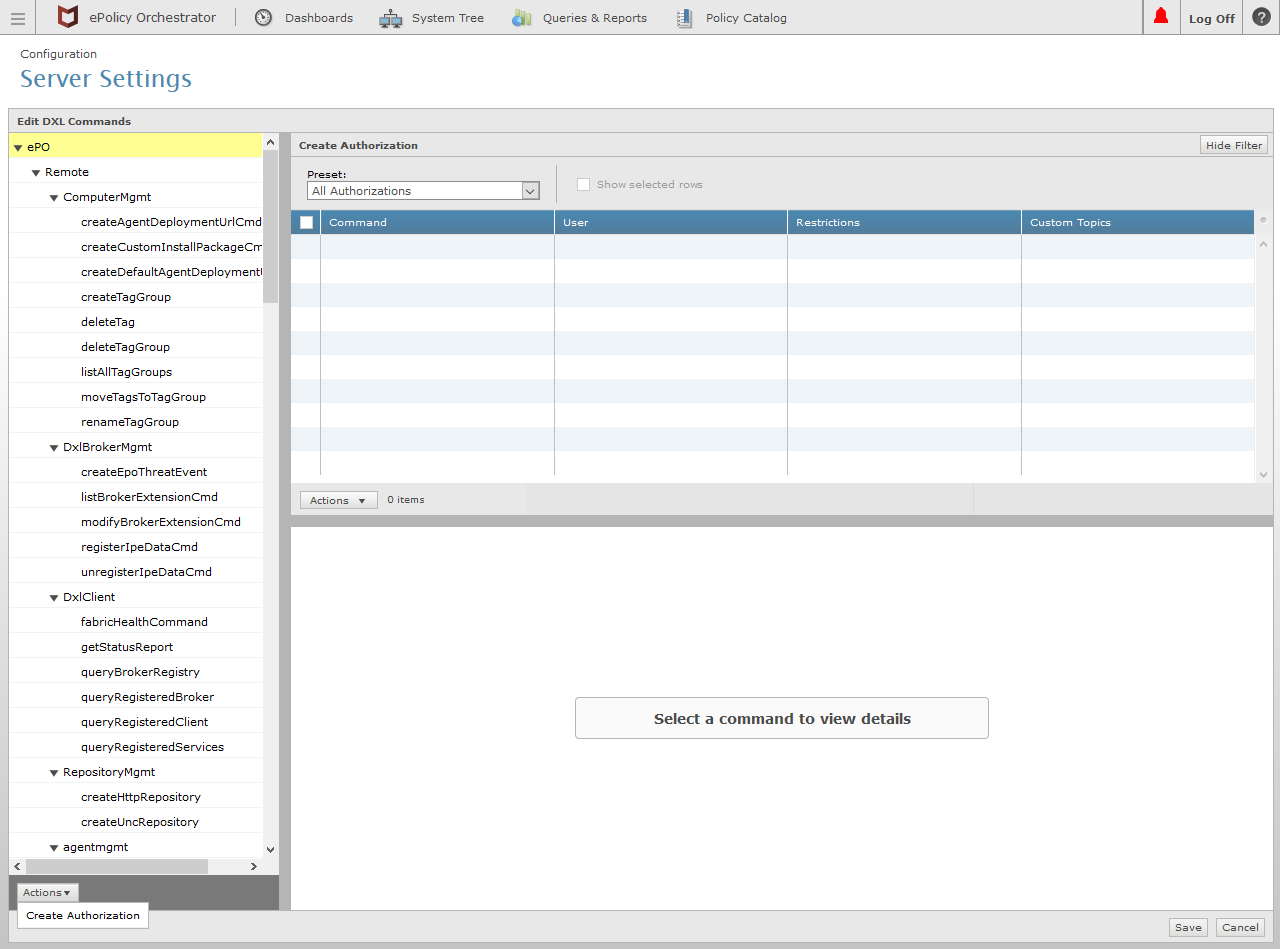 ePolicy Orchestrator
Dashboards
System Tree
Queries & Reports
Policy Catalog
Log Off
?
Configuration
Server Settings
Edit DXL Commands
ePO
Remote
ComputerMgmt
createAgentDeploymentUrlCmd
createCustomInstallPackageCm
createDefaultAgentDeployment
createTagGroup
deleteTag
deleteTagGroup
listAllTagGroups
moveTagsToTagGroup
renameTagGroup
DxlBrokerMgmt
createEpoThreatEvent
listBrokerExtensionCmd
modifyBrokerExtensionCmd
registerIpeDataCmd
unregisterIpeDataCmd
DxlClient
fabricHealthCommand
getStatusReport
queryBrokerRegistry
queryRegisteredBroker
queryRegisteredClient
queryRegisteredServices
RepositoryMgmt
createHttpRepository
createUncRepository
agentmgmt
Actions
Create Authorization
Create Authorization
Hide Filter
Preset:
All Authorizations
Show selected rows
Command
User
Restrictions
Custom Topics
Actions
0 items
Select a command to view details
Save
Cancel